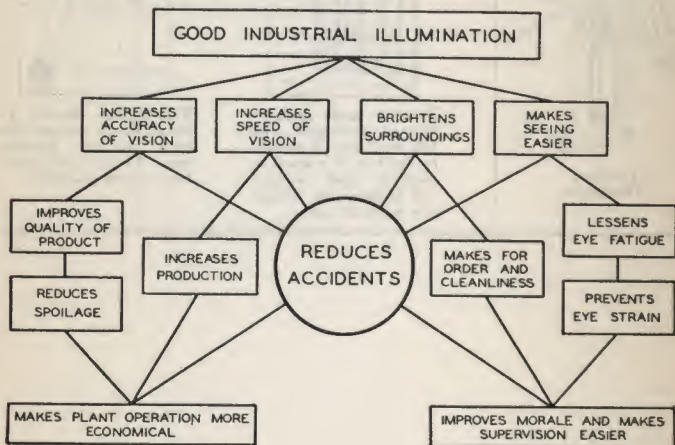 GOOD INDUSTRIAL ILLUMINATION
INCREASES
ACCURACY
OF VISION
INCREASES
SPEED OF
VISION
BRIGHTENS
SURROUNDINGS
MAKES
SEEING
EASIER
IMPROVES
QUALITY OF
PRODUCT
INCREASES
PRODUCTION
REDUCES
ACCIDENTS
MAKES FOR
ORDER AND
CLEANLINESS
LESSENS
EYE FATIGUE
REDUCES
SPOILAGE
PREVENTS
EYE STRAIN
MAKES PLANT OPERATION MORE
ECONOMICAL
IMPROVES MORALE AND MAKES
SUPERVISION EASIER